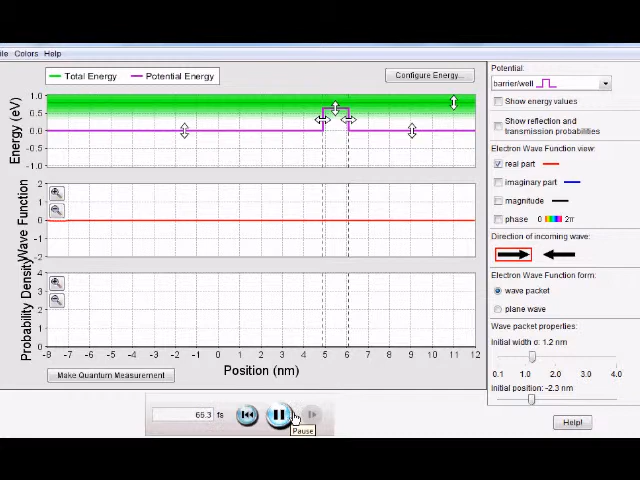 ile Colors Help
Total Energy Potential Energy
Configure Energy...
Energy (eV)
1.0
0.5
0.0
-0.5
-1.0
Wave Function
2
1
0
-1
-2
Probability Density
4
3
2
1
0
-8 -7 -6 -5 -4 -3 -2 -1 0 1 2 3 4 5 6 7 8 9 10 11 12
Position (nm)
Make Quantum Measurement
65.3 fs
Pause
Potential:
barrier/well
Show energy values
Show reflection and
transmission probabilities
Electron Wave Function view:
real part
imaginary part
magnitude
phase 0 2π
Direction of incoming wave:
Electron Wave Function form:
wave packet
plane wave
Wave packet properties:
Initial width σ: 1.2 nm
0.1 1.0 2.0 3.0 4.0
Initial position: -2.3 nm
Help!